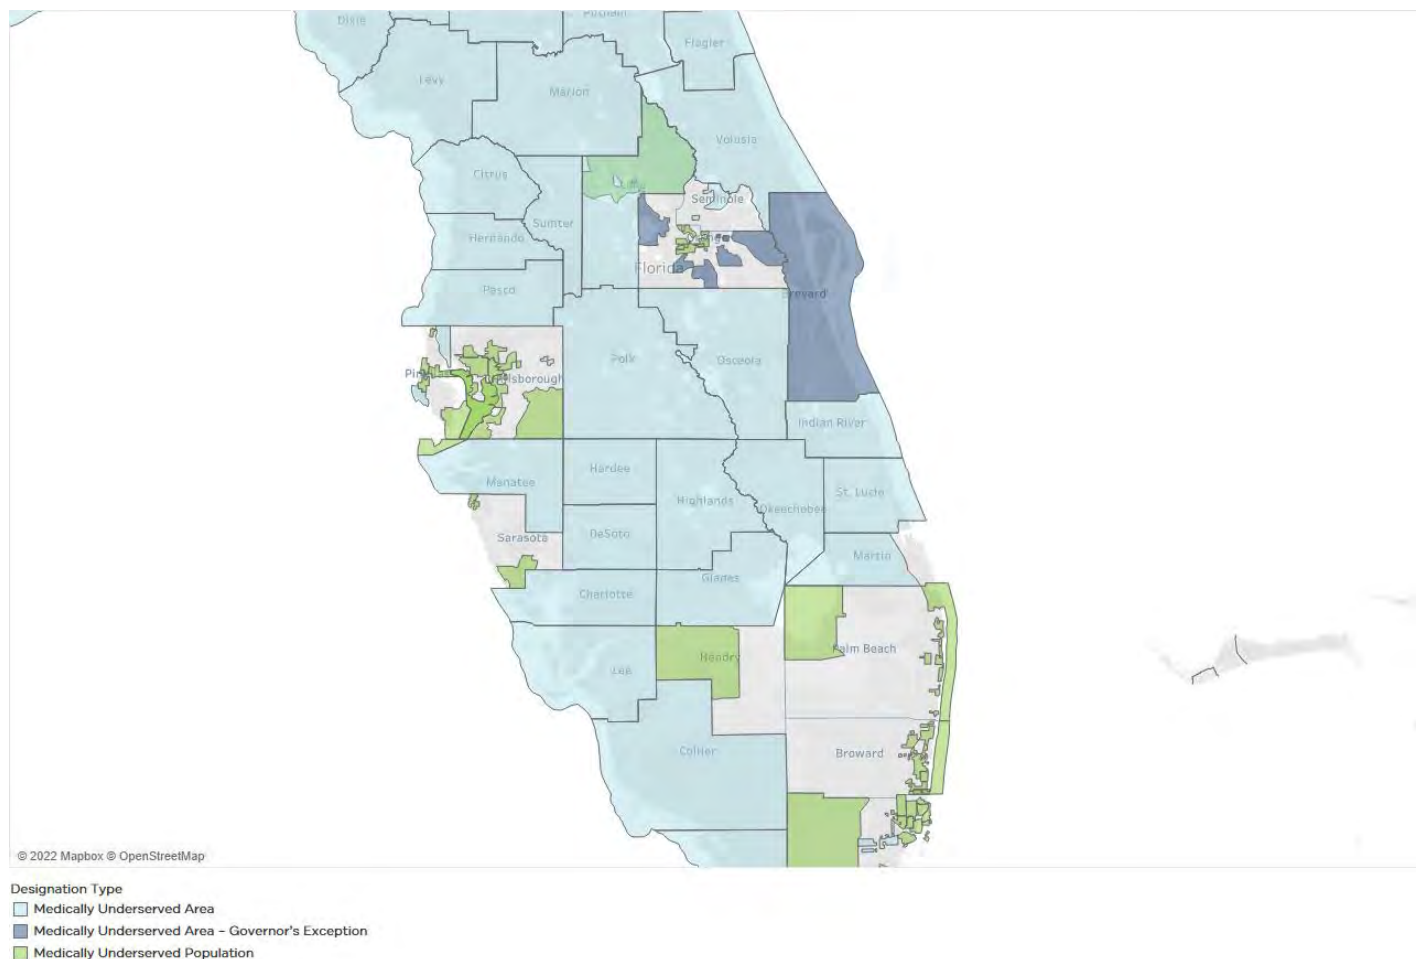 Dixie
Flagler
Levy
Marion
Volusia
Citrus
Seminole
Sumter
Hernando
Florida
Pasco
Brevard
Polk
Osceola
Hillsborough
Indian River
Hardee
Manatee
Highlands
St. Lucie
Okeechobee
DeSoto
Sarasota
Martin
Glades
Charlotte
Palm Beach
Hendry
Lee
Collier
Broward
© 2022 Mapbox © OpenStreetMap
Designation Type
Medically Underserved Area
Medically Underserved Area – Governor's Exception
Medically Underserved Population